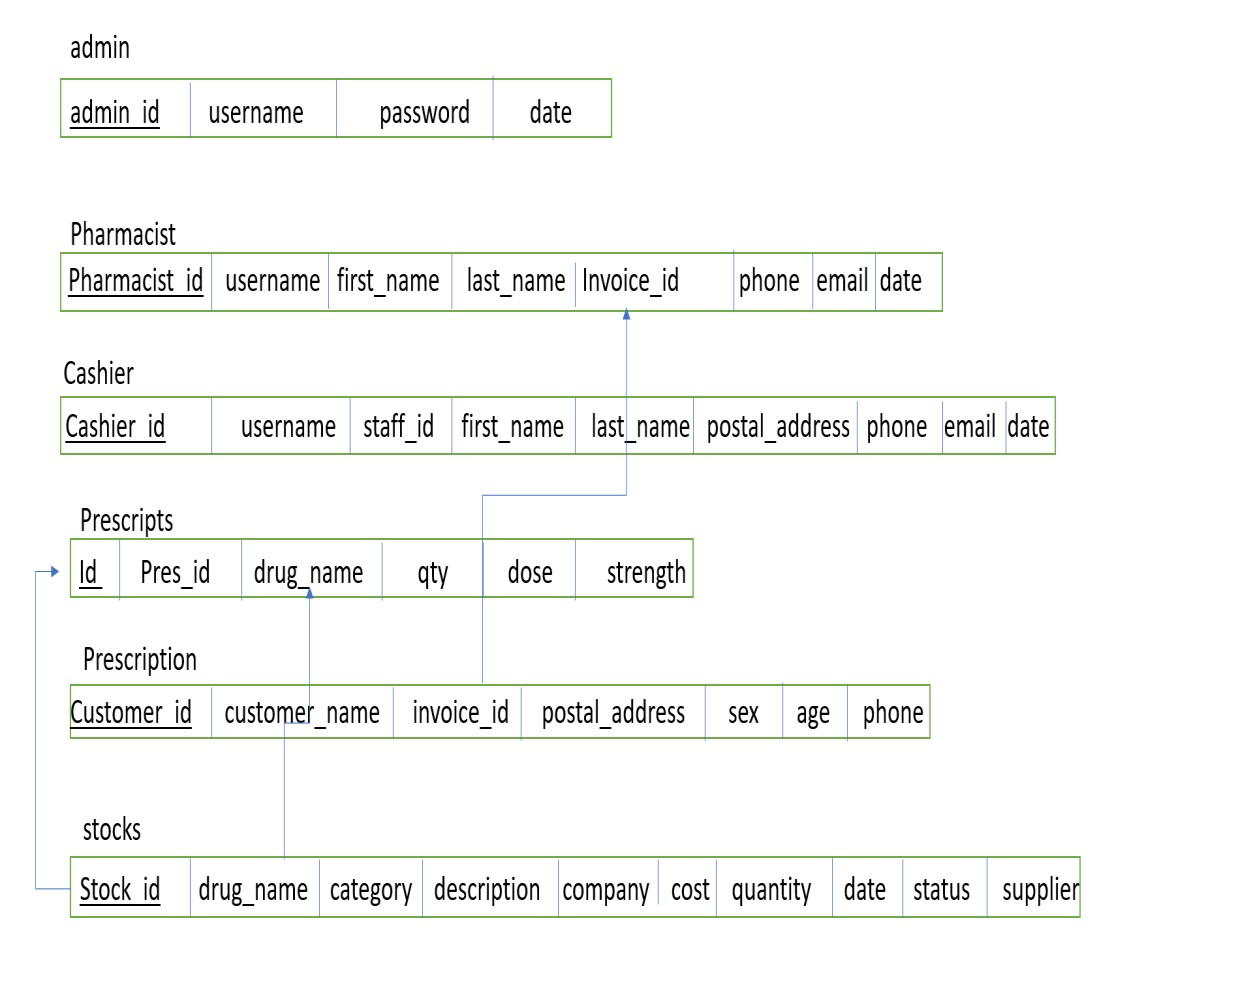 admin
admin_id username password date
Pharmacist
Pharmacist_id username first_name last_name Invoice_id phone email date
Cashier
Cashier_id username staff_id first_name last_name postal_address phone email date
Prescripts
Id Pres_id drug_name qty dose strength
Prescription
Customer_id customer_name invoice_id postal_address sex age phone
stocks
Stock_id drug_name category description company cost quantity date status supplier